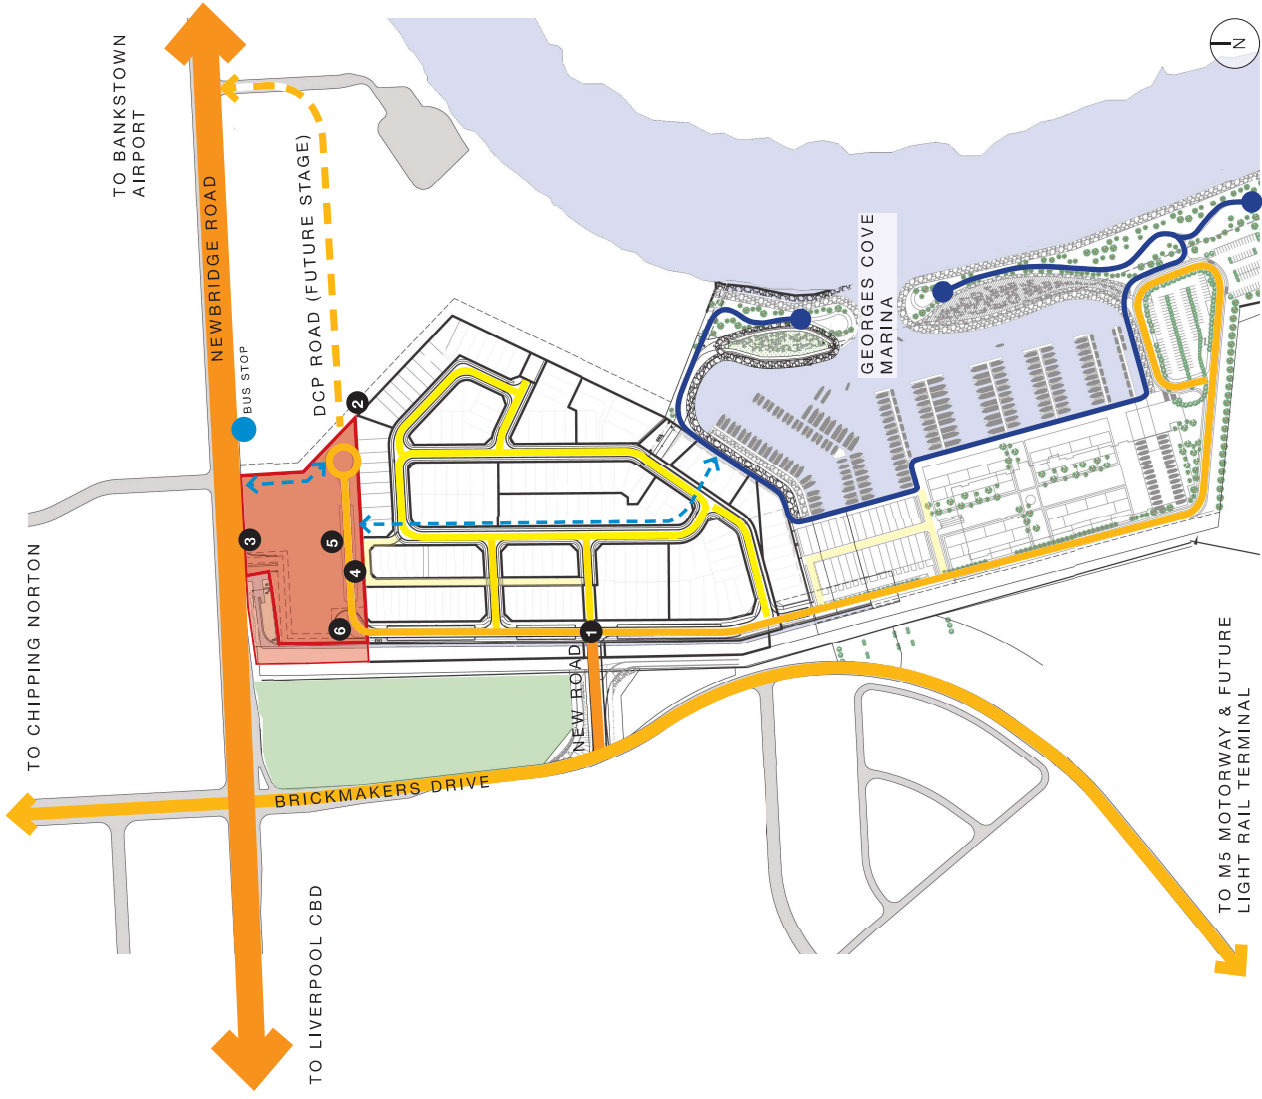 TO BANKSTOWN
AIRPORT
N
NEWBRIDGE ROAD
DCP ROAD (FUTURE STAGE)
BUS STOP
GEORGES COVE
MARINA
2
3
5
4
6
1
TO CHIPPING NORTON
NEW ROAD
BRICKMAKERS DRIVE
TO M5 MOTORWAY & FUTURE
LIGHT RAIL TERMINAL
TO LIVERPOOL CBD